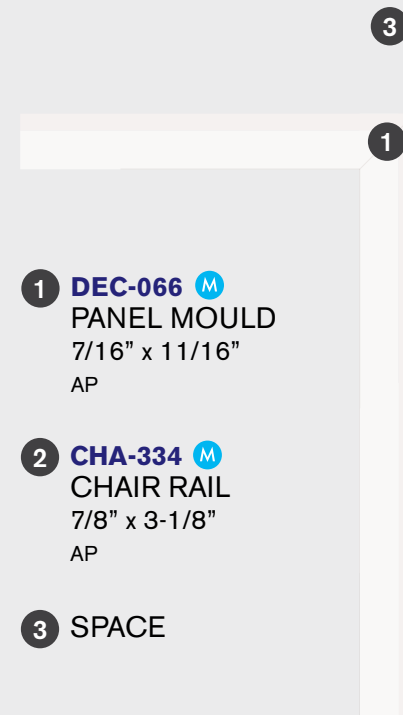 3
1
1 DEC-066 M
PANEL MOULD
7/16” x 11/16”
AP
2 CHA-334 M
CHAIR RAIL
7/8” x 3-1/8”
AP
3 SPACE